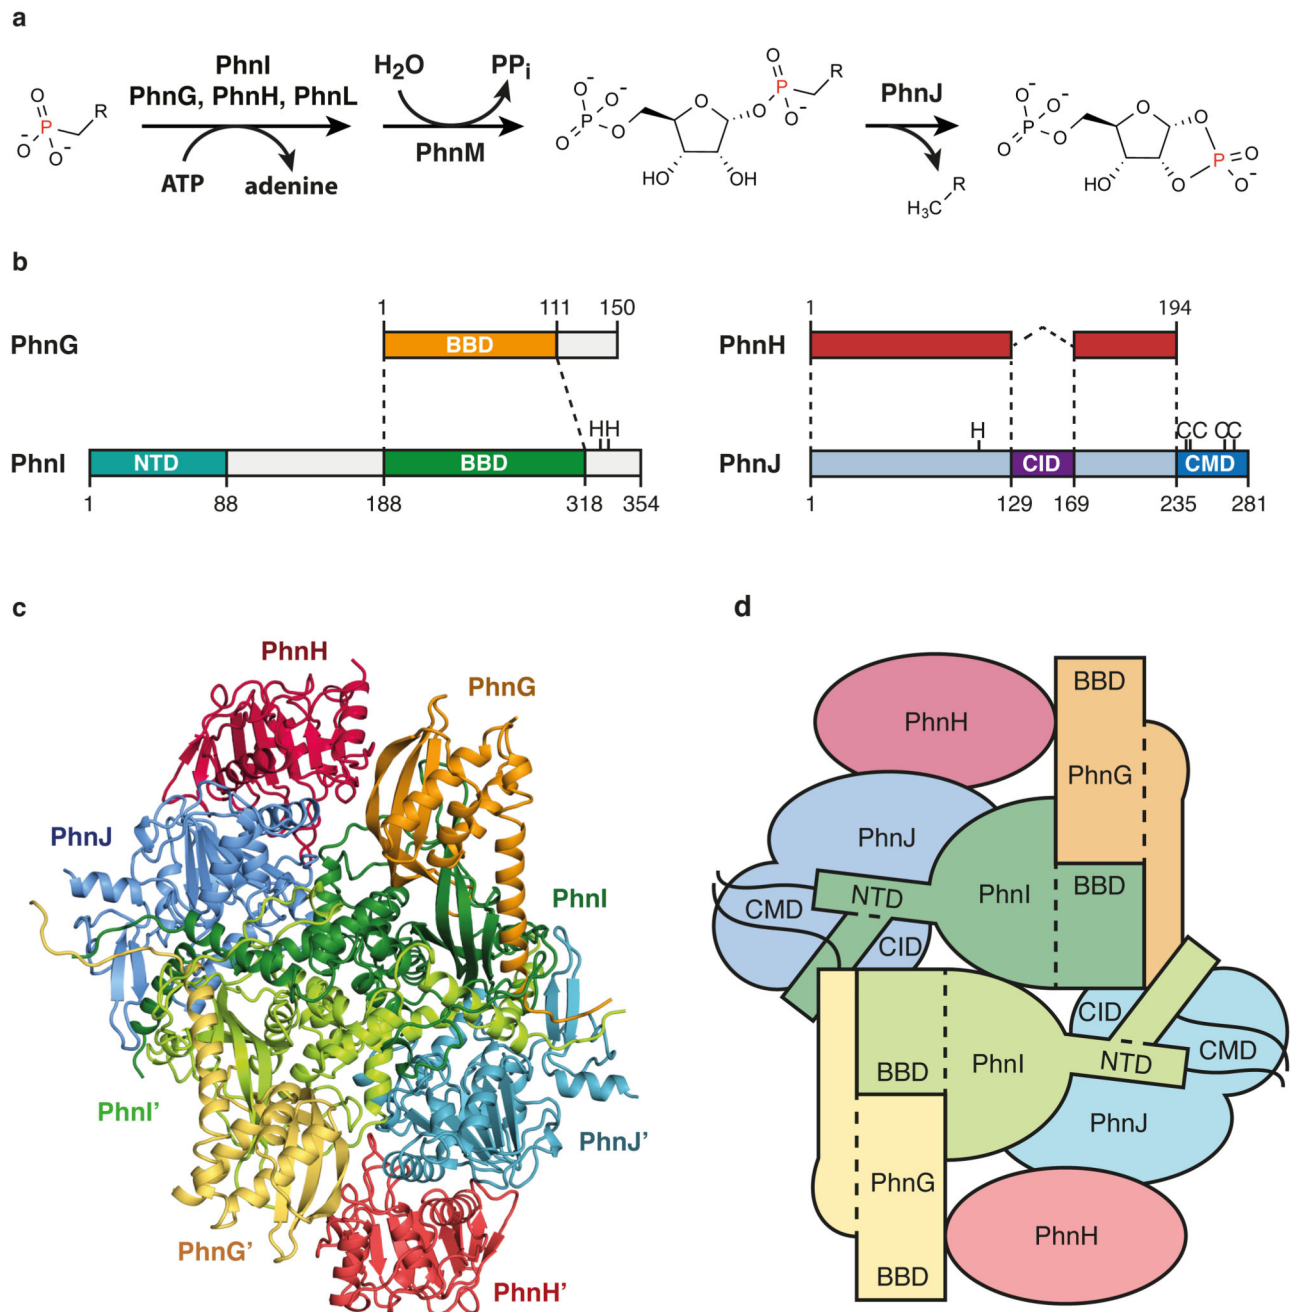 a
PhnI
PhnG, PhnH, PhnL
ATP
adenine
H₂O
PPᵢ
PhnM
PhnJ
O
O⁻
P
O⁻
R
O⁻
O⁻
P
O
O
O
HO
OH
O
O
P
O⁻
R
H₃C
R
O⁻
O⁻
P
O
O
O
HO
O
O
P
O
O⁻
b
PhnG
1
111
150
BBD
PhnI
NTD
BBD
HH
1
88
188
318
354
PhnH
1
194
PhnJ
H
CID
CC
CC
CMD
1
129
169
235
281
c
PhnH
PhnG
PhnJ
PhnI
PhnI’
PhnJ’
PhnG’
PhnH’
d
BBD
PhnH
PhnG
PhnJ
BBD
NTD
PhnI
CMD
CID
CID
BBD
PhnI
NTD
CMD
PhnJ
PhnG
PhnH
BBD